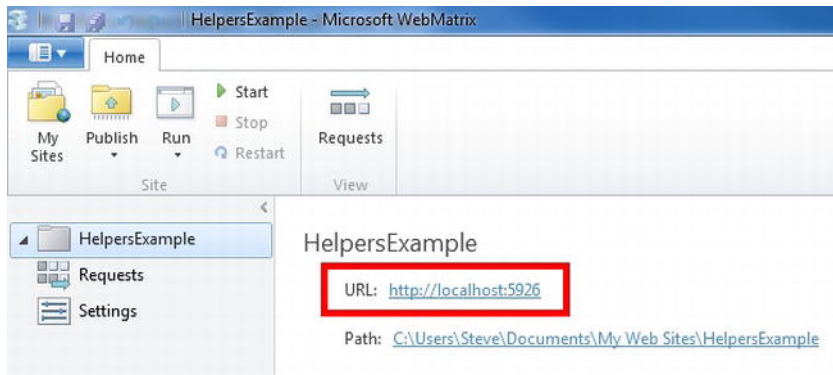 HelpersExample - Microsoft WebMatrix
Home
My Sites
Publish
Run
Start
Stop
Restart
Requests
Site
View
HelpersExample
Requests
Settings
HelpersExample
URL: http://localhost:5926
Path: C:\Users\Steve\Documents\My Web Sites\HelpersExample